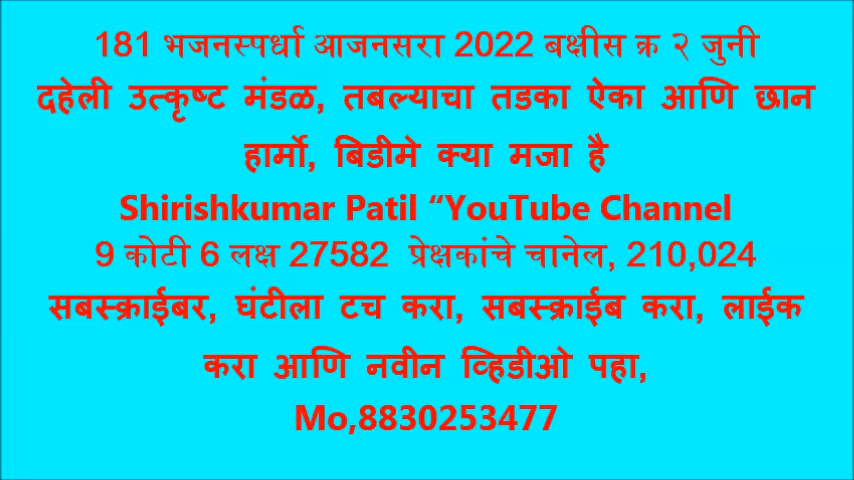 181 भजनस्पर्धा आजनसरा 2022 बक्षीस क्र २ जुनी
दहेली उत्कृष्ट मंडळ, तबल्याचा तडका ऐका आणि छान
हार्मो, बिडीमे क्या मजा है
Shirishkumar Patil “YouTube Channel
9 कोटी 6 लक्ष 27582 प्रेक्षकांचे चानेल, 210,024
सबस्क्राईबर, घंटीला टच करा, सबस्क्राईब करा, लाईक
करा आणि नवीन व्हिडीओ पहा,
Mo,8830253477